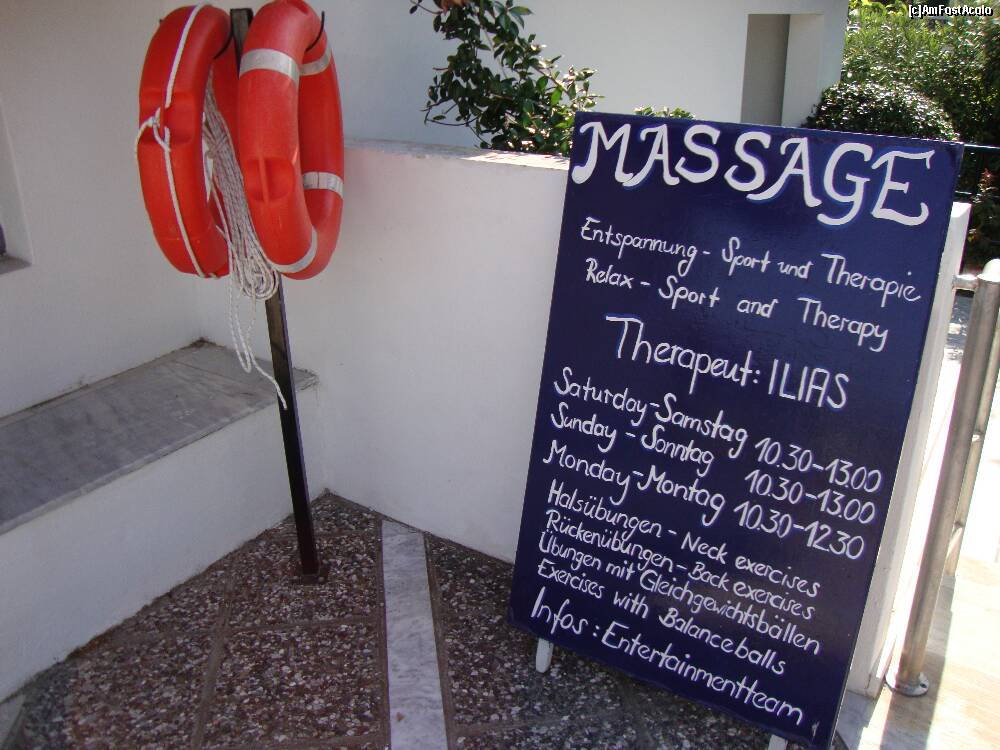 [c]AmFostAcolo
MASSAGE
Entspannung - Sport und Therapie
Relax - Sport and Therapy
Therapeut: ILIAS
Saturday-Samstag 10.30-13.00
Sunday - Sonntag 10.30-13.00
Monday-Montag 10.30-12.30
Halsübungen - Neck exercises
Rückenübungen - Back exercises
Übungen mit Gleichgewichtsbällen
Exercises with Balanceballs
Infos: Entertainmentteam